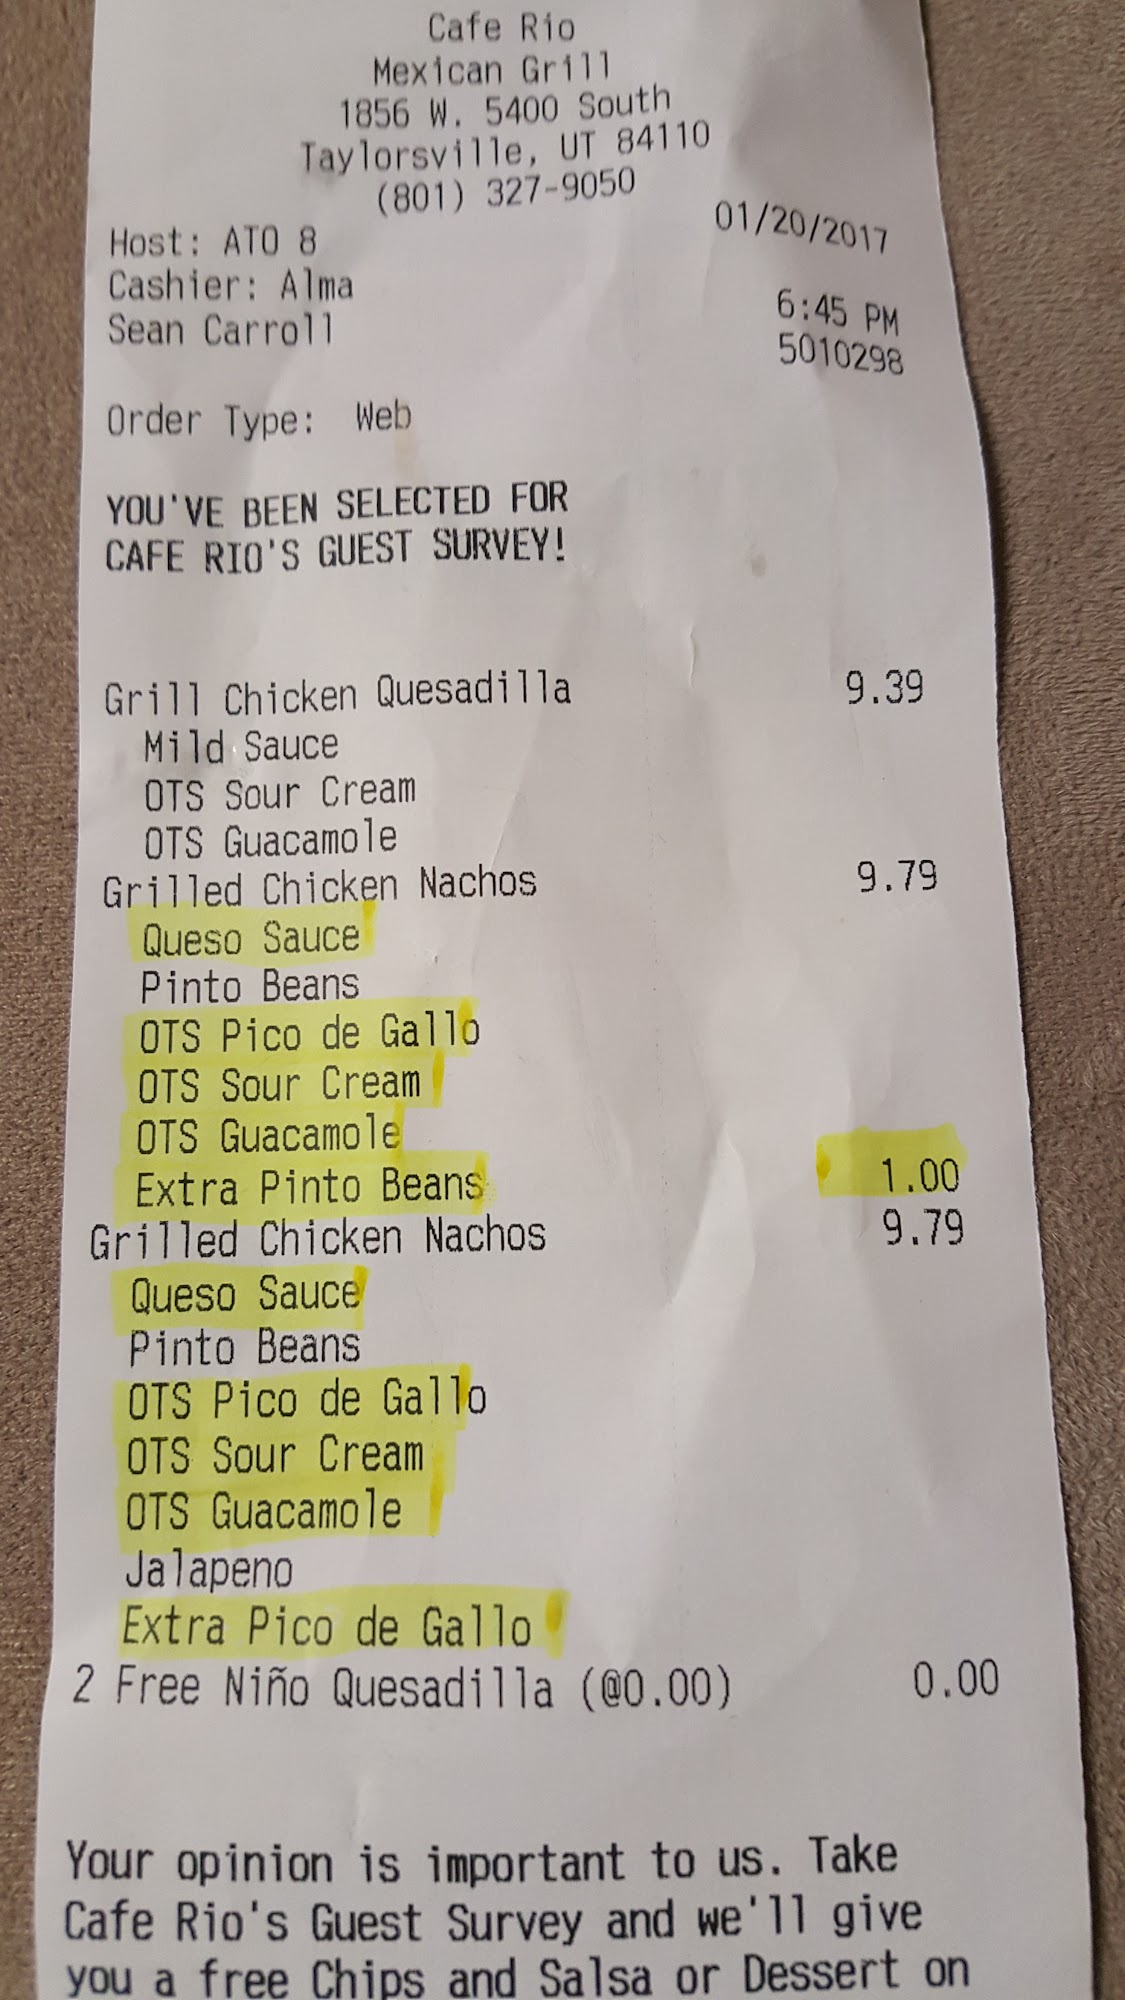 Cafe Rio
Mexican Grill
1856 W. 5400 South
Taylorsville, UT 84110
(801) 327-9050
Host: ATO 8 01/20/2017
Cashier: Alma 6:45 PM
Sean Carroll 5010298
Order Type: Web
YOU'VE BEEN SELECTED FOR
CAFE RIO'S GUEST SURVEY!
Grill Chicken Quesadilla 9.39
Mild Sauce
OTS Sour Cream
OTS Guacamole
Grilled Chicken Nachos 9.79
Queso Sauce
Pinto Beans
OTS Pico de Gallo
OTS Sour Cream
OTS Guacamole
Extra Pinto Beans 1.00
Grilled Chicken Nachos 9.79
Queso Sauce
Pinto Beans
OTS Pico de Gallo
OTS Sour Cream
OTS Guacamole
Jalapeno
Extra Pico de Gallo
2 Free Niño Quesadilla (@0.00) 0.00
Your opinion is important to us. Take
Cafe Rio's Guest Survey and we'll give
you a free Chips and Salsa or Dessert on